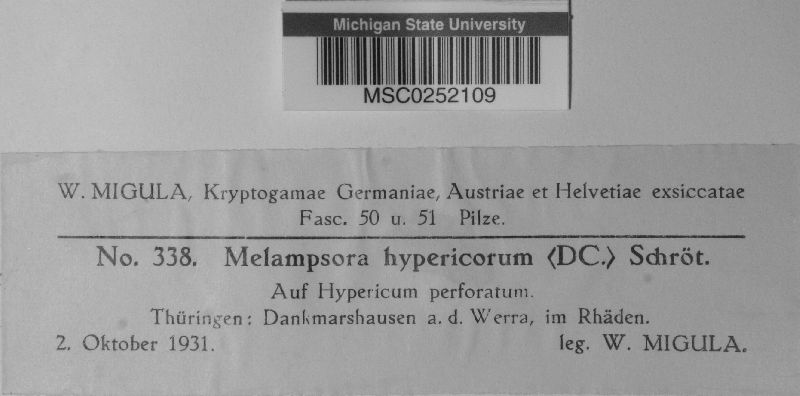 Michigan State University
MSC0252109
W. MIGULA, Kryptogamae Germaniae, Austriae et Helvetiae exsiccatae
Fasc. 50 u. 51 Pilze.
No. 338. Melampsora hypericorum (DC.) Schröt.
Auf Hypericum perforatum.
Thüringen: Dankmarshausen a. d. Werra, im Rhäden.
2. Oktober 1931. leg. W. MIGULA.